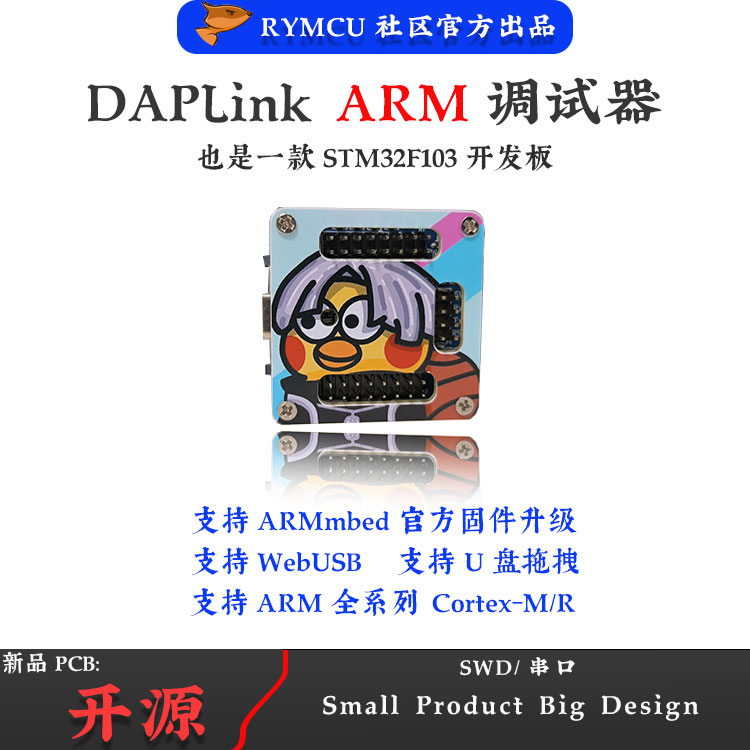 RYMCU 社区官方出品
DAPLink ARM 调试器
也是一款 STM32F103 开发板
支持 ARMmbed 官方固件升级
支持 WebUSB 支持 U 盘拖拽
支持 ARM 全系列 Cortex-M/R
新品 PCB:
开源
SWD/ 串口
Small Product Big Design